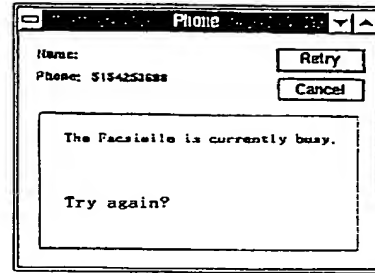 Phone
Name:
Retry
Phone: 5154253688
Cancel
The Facsimile is currently busy.
Try again?